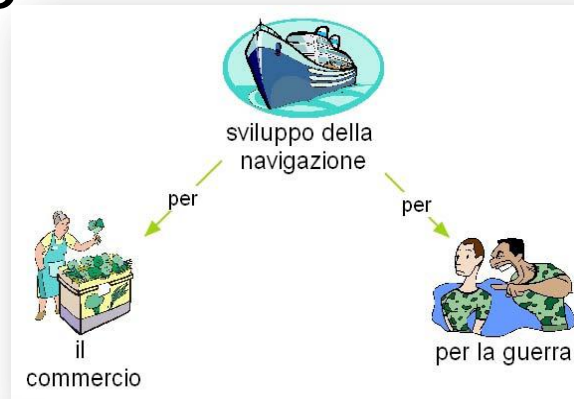 sviluppo della
navigazione
per
per
il
commercio
per la guerra